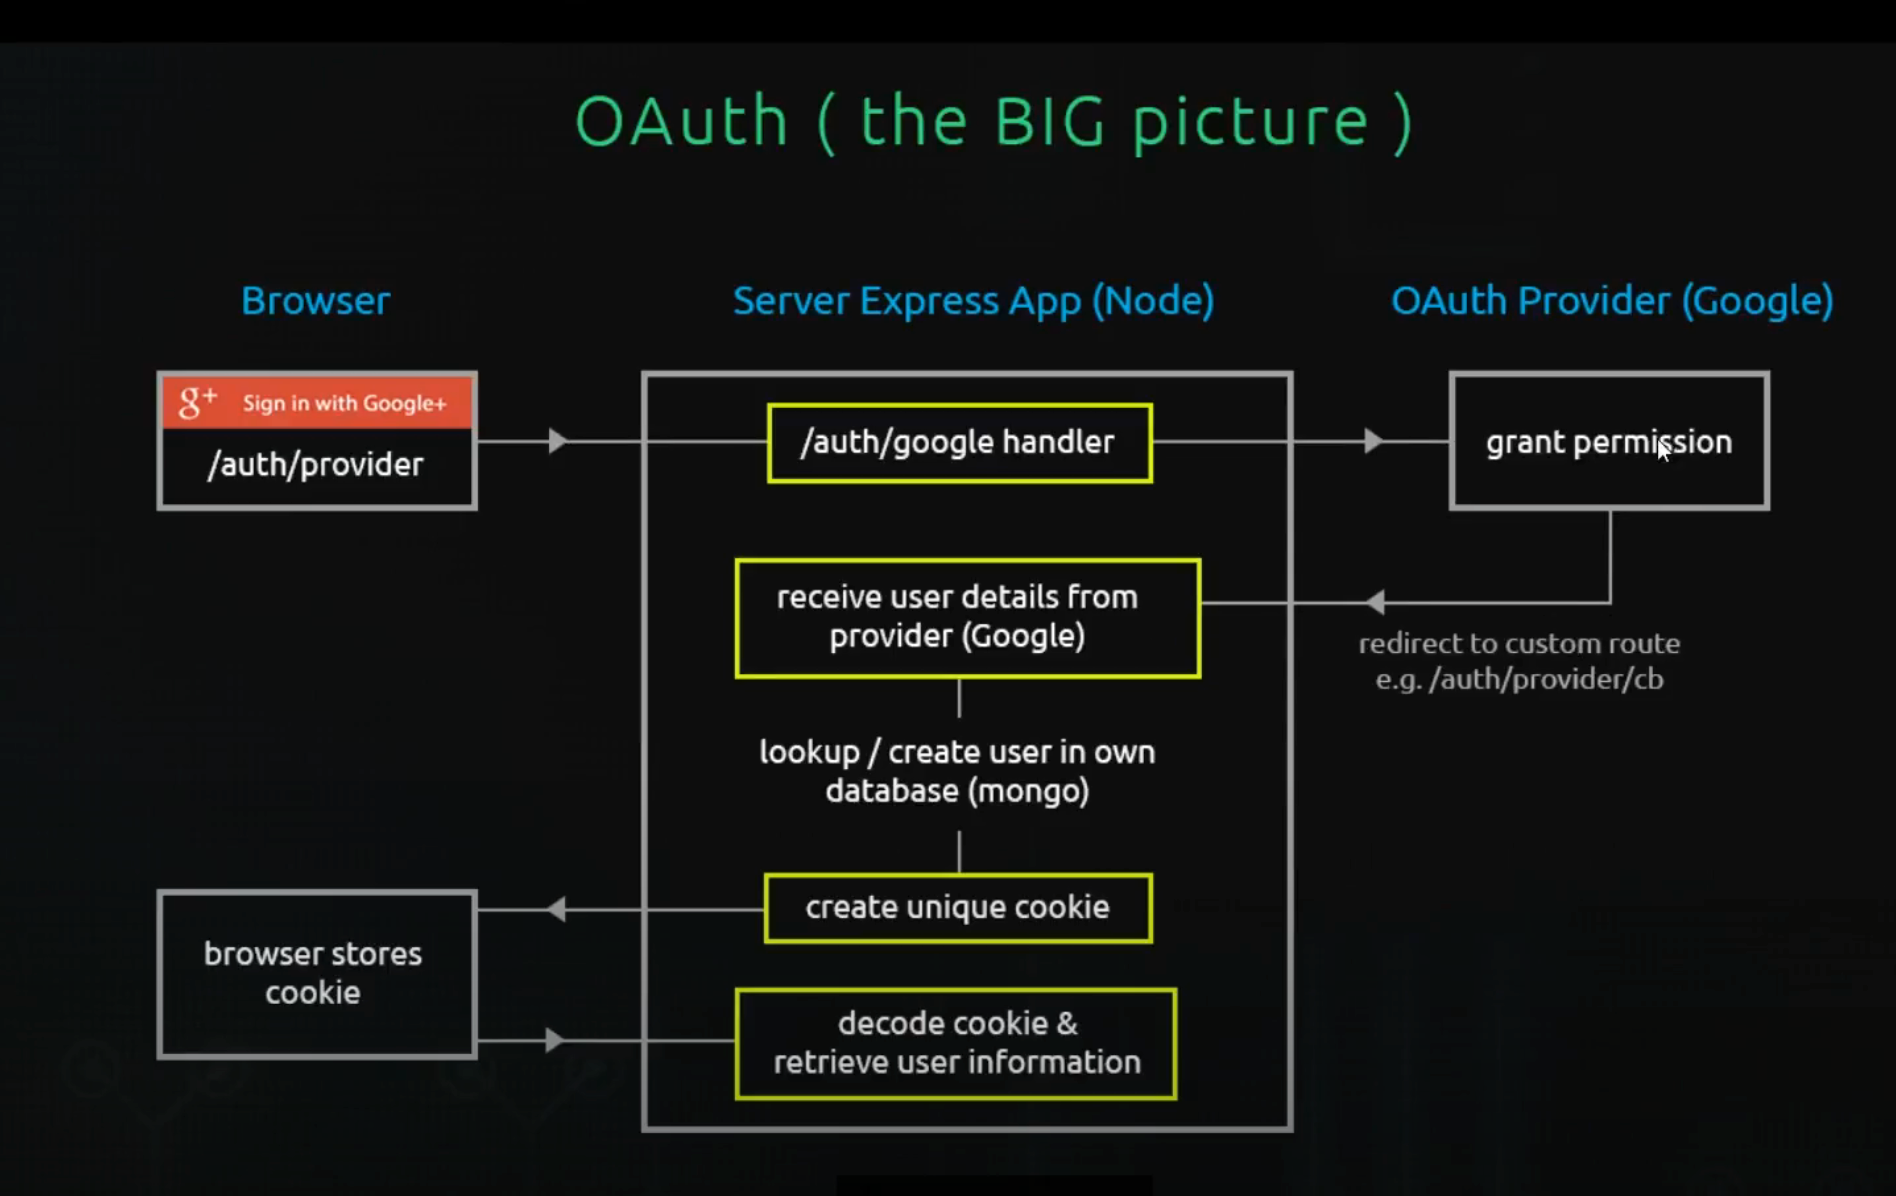 OAuth ( the BIG picture )
Browser
Server Express App (Node)
OAuth Provider (Google)
g+ Sign in with Google+
/auth/provider
/auth/google handler
grant permission
receive user details from
provider (Google)
redirect to custom route
e.g. /auth/provider/cb
lookup / create user in own
database (mongo)
create unique cookie
browser stores
cookie
decode cookie &
retrieve user information